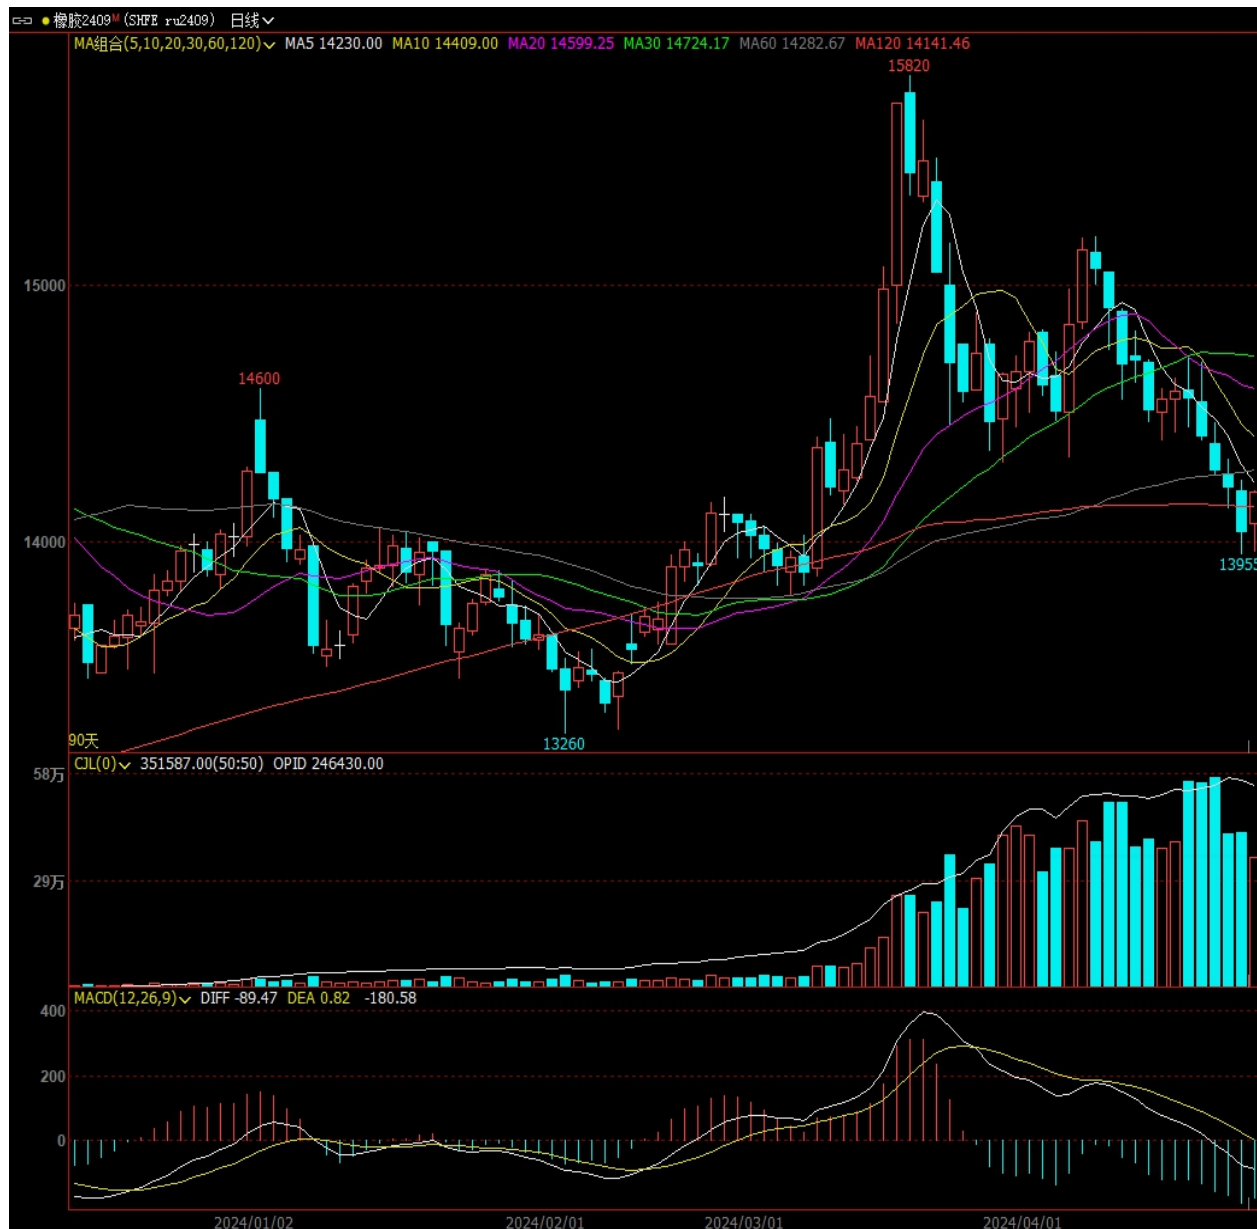 橡胶2409M (SHFE ru2409) 日线
MA组合(5,10,20,30,60,120) MA5 14230.00 MA10 14409.00 MA20 14599.25 MA30 14724.17 MA60 14282.67 MA120 14141.46
15820
15000
14600
14000
13955
13260
90天
CJL(0) 351587.00(50:50) OPID 246430.00
58万
29万
MACD(12,26,9) DIFF -89.47 DEA 0.82 -180.58
400
200
0
2024/01/02 2024/02/01 2024/03/01 2024/04/01